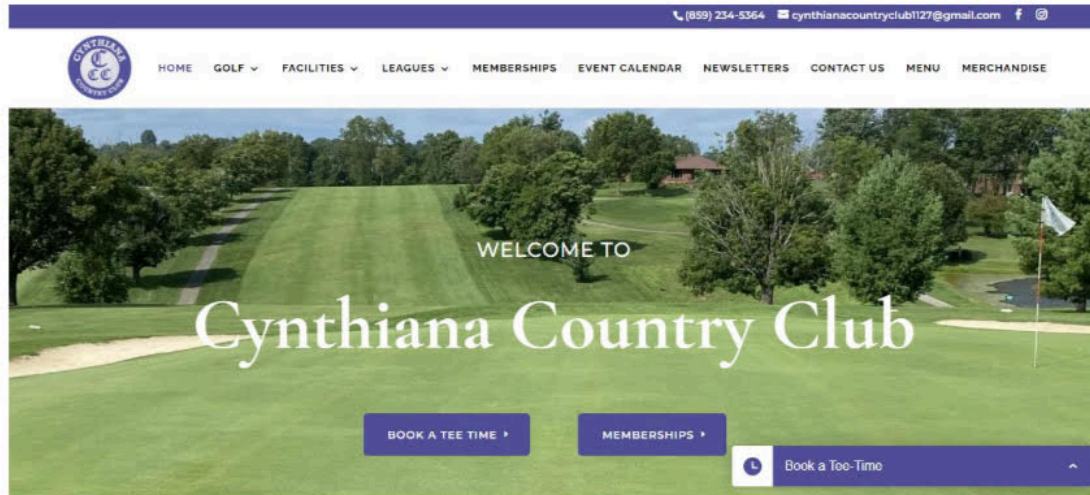 (859) 234-5364 cynthianacountryclub1127@gmail.com
CYNTHIANA
C
CC
COUNTRY CLUB
HOME GOLF FACILITIES LEAGUES MEMBERSHIPS EVENT CALENDAR NEWSLETTERS CONTACT US MENU MERCHANDISE
WELCOME TO
Cynthiana Country Club
BOOK A TEE TIME MEMBERSHIPS
Book a Tee-Time